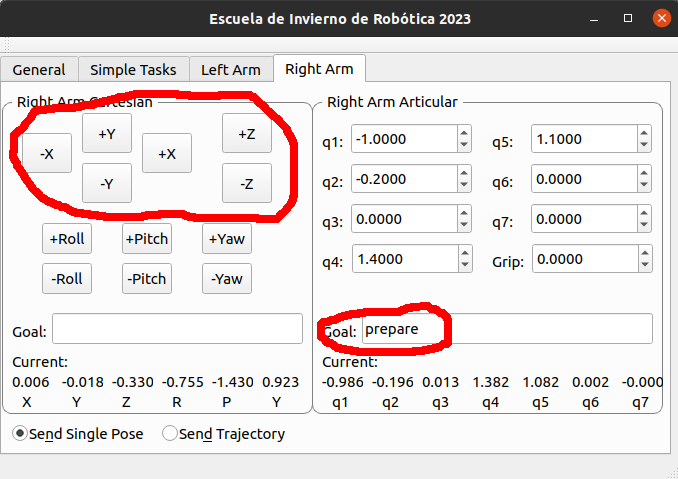 Escuela de Invierno de Robótica 2023
General Simple Tasks Left Arm Right Arm
Right Arm Cartesian
-X +Y +X +Z
-Y -Z
+Roll +Pitch +Yaw
-Roll -Pitch -Yaw
Goal:
Current:
0.006 -0.018 -0.330 -0.755 -1.430 0.923
X Y Z R P Y
Send Single Pose Send Trajectory
Right Arm Articular
q1: -1.0000 q5: 1.1000
q2: -0.2000 q6: 0.0000
q3: 0.0000 q7: 0.0000
q4: 1.4000 Grip: 0.0000
Goal: prepare
Current:
-0.986 -0.196 0.013 1.382 1.082 0.002 -0.000
q1 q2 q3 q4 q5 q6 q7